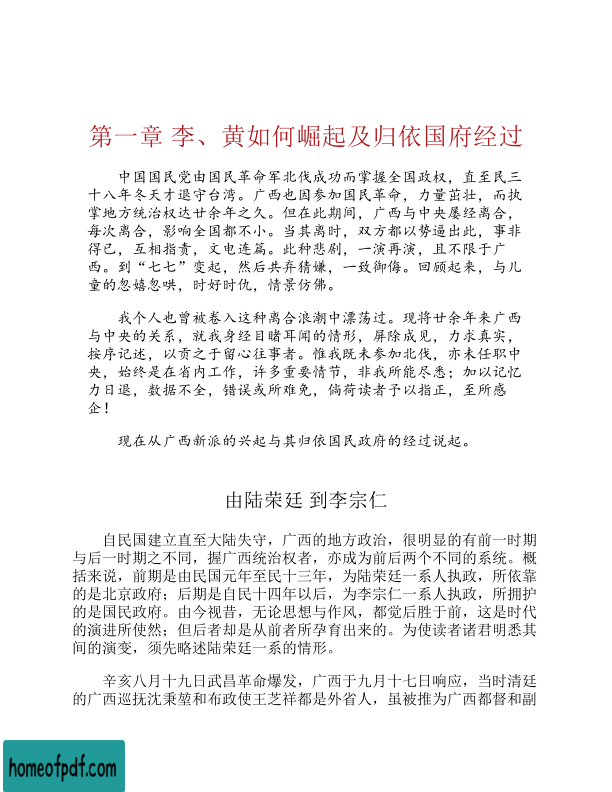 第一章 李、黄如何崛起及归依国府经过
中国国民党由国民革命军北伐成功而掌握全国政权，直至民三
十八年冬天才退守台湾。广西也因参加国民革命，力量茁壮，而执
掌地方统治权达廿余年之久。但在此期间，广西与中央屡经离合，
每次离合，影响全国都不小。当其离时，双方都以势逼出此，事非
得已，互相指责，文电连篇。此种悲剧，一演再演，且不限于广
西。到“七七”变起，然后共弃猜嫌，一致御侮。回顾起来，与儿
童的忽嬉忽哄，时好时仇，情景仿佛。
我个人也曾被卷入这种离合浪潮中漂荡过。现将廿余年来广西
与中央的关系，就我身经目睹耳闻的情形，屏除成见，力求真实，
按序记述，以贡之于留心往事者。惟我既未参加北伐，亦未任职中
央，始终是在省内工作，许多重要情节，非我所能尽悉；加以记忆
力日退，数据不全，错误或所难免，倘荷读者予以指正，至所感
企！
现在从广西新派的兴起与其归依国民政府的经过说起。
由陆荣廷 到李宗仁
自民国建立直至大陆失守，广西的地方政治，很明显的有前一时期
与后一时期之不同，握广西统治权者，亦成为前后两个不同的系统。概
括来说，前期是由民国元年至民十三年，为陆荣廷一系人执政，所依靠
的是北京政府；后期是自民十四年以后，为李宗仁一系人执政，所拥护
的是国民政府。由今视昔，无论思想与作风，都觉后胜于前，这是时代
的演进所使然；但后者却是从前者所孕育出来的。为使读者诸君明悉其
间的演变，须先略述陆荣廷一系的情形。
辛亥八月十九日武昌革命爆发，广西于九月十七日响应，当时清廷
的广西巡抚沈秉堃和布政使王芝祥都是外省人，虽被推为广西都督和副
homeofpdf.com